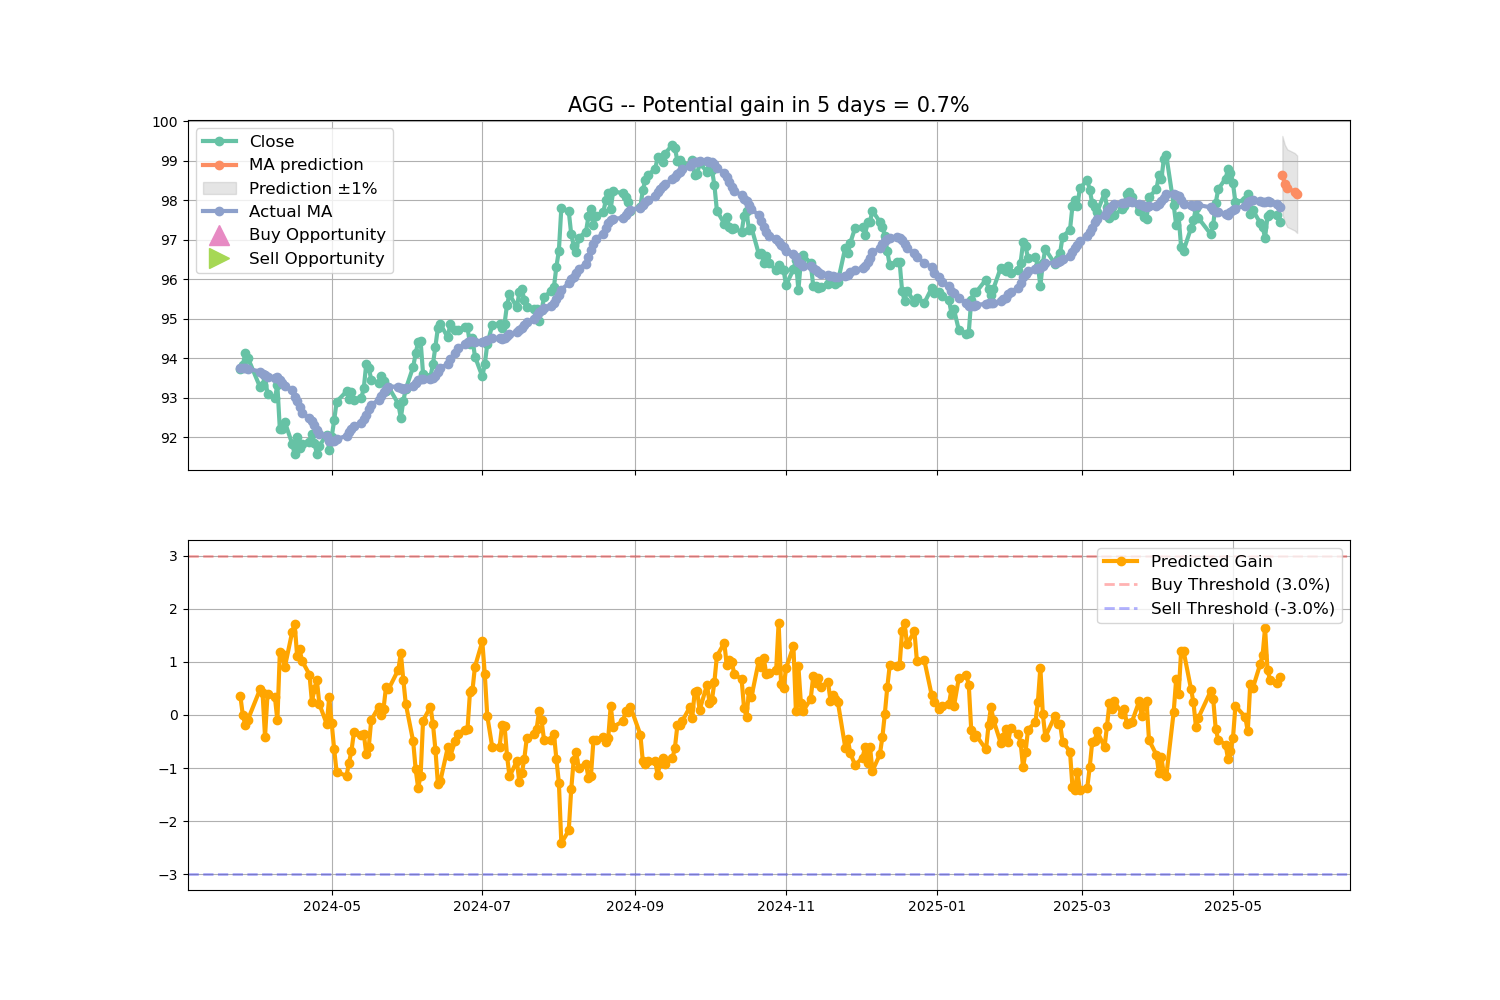 AGG -- Potential gain in 5 days = 0.7%
100
99
98
97
96
95
94
93
92
Close
MA prediction
Prediction ±1%
Actual MA
Buy Opportunity
Sell Opportunity
3
2
1
0
−1
−2
−3
Predicted Gain
Buy Threshold (3.0%)
Sell Threshold (-3.0%)
2024-05
2024-07
2024-09
2024-11
2025-01
2025-03
2025-05